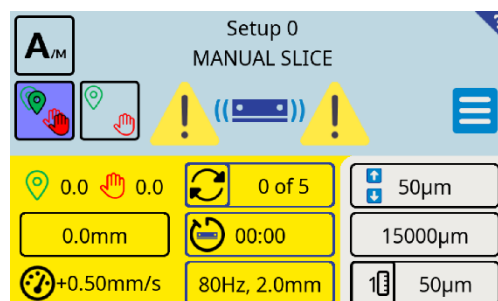 A/M
Setup 0
MANUAL SLICE
?
! !
0.0 0.0
0 of 5
50µm
0.0mm
00:00
15000µm
+0.50mm/s
80Hz, 2.0mm
1
50µm